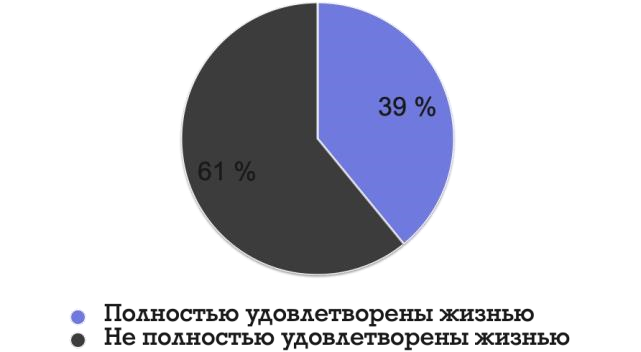 39 %
61 %
Полностью удовлетворены жизнью
Не полностью удовлетворены жизнью